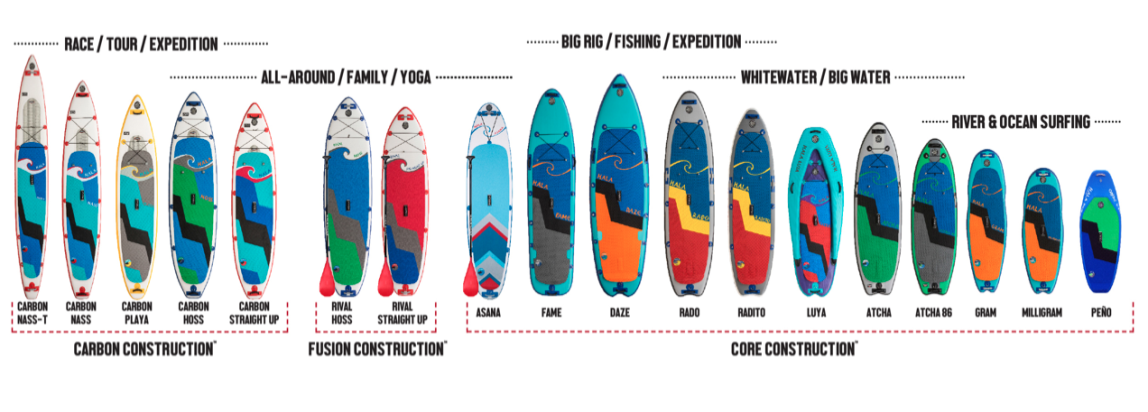 RACE / TOUR / EXPEDITION
BIG RIG / FISHING / EXPEDITION
ALL-AROUND / FAMILY / YOGA
WHITEWATER / BIG WATER
RIVER & OCEAN SURFING
CARBON
NASS-T
CARBON
NASS
CARBON
PLAYA
CARBON
HOSS
CARBON
STRAIGHT UP
RIVAL
HOSS
RIVAL
STRAIGHT UP
ASANA
FAME
DAZE
RADO
RADITO
LUYA
ATCHA
ATCHA 86
GRAM
MILLIGRAM
PEÑO
CARBON CONSTRUCTION
FUSION CONSTRUCTION
CORE CONSTRUCTION